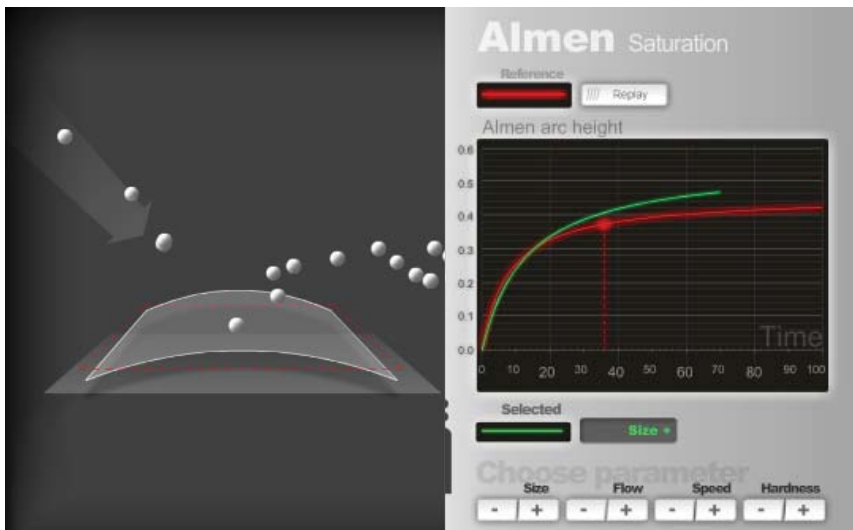 Almen Saturation
Reference
Replay
Almen arc height
0.6
0.5
0.4
0.3
0.2
0.1
0.0
Time
0 10 20 30 40 50 60 70 80 90 100
Selected
Size +
Choose parameter
Size Flow Speed Hardness
- + - + - + - +